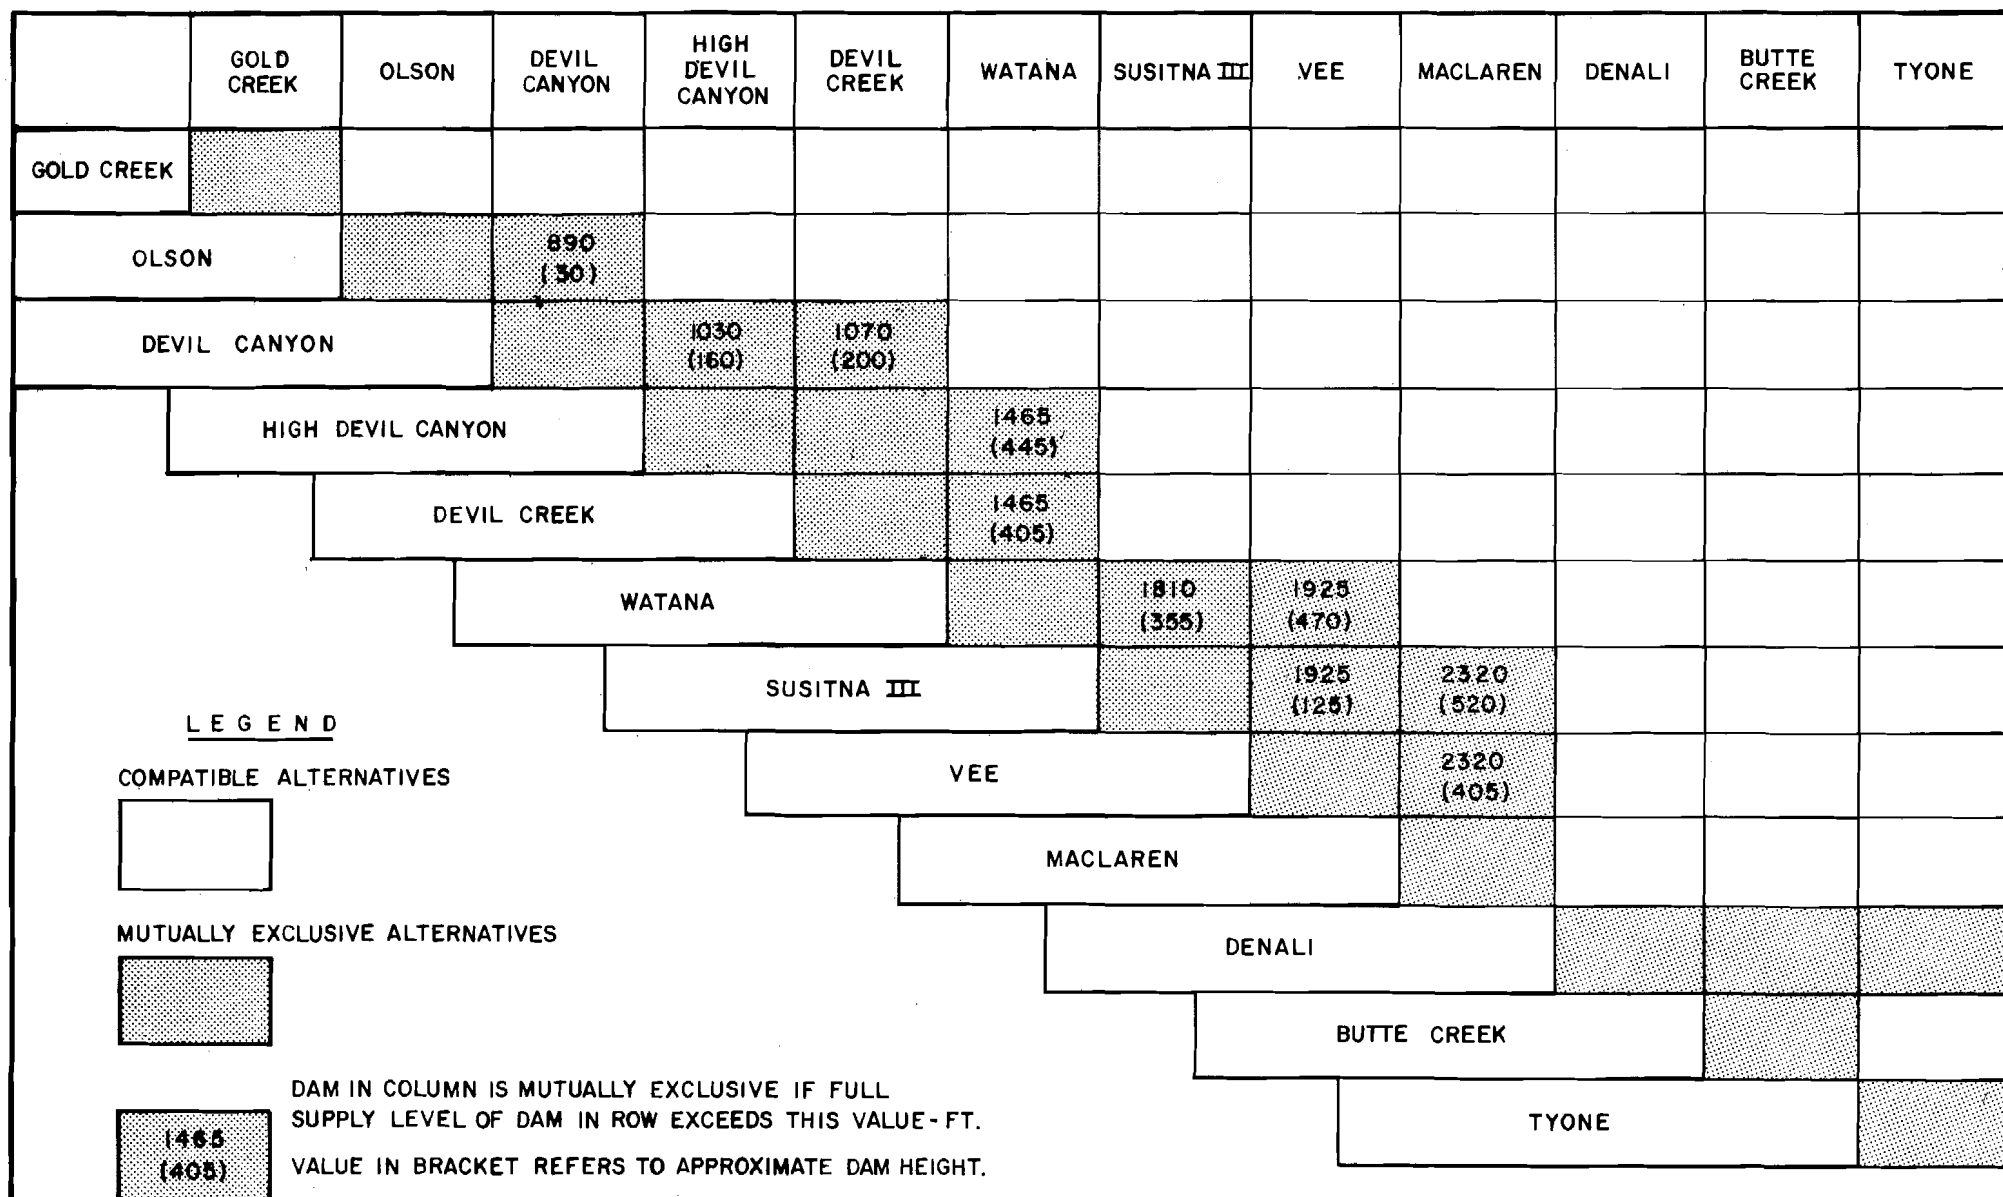 GOLD
CREEK
OLSON
DEVIL
CANYON
HIGH
DEVIL
CANYON
DEVIL
CREEK
WATANA
SUSITNA III
VEE
MACLAREN
DENALI
BUTTE
CREEK
TYONE
GOLD CREEK
OLSON
890
(30)
DEVIL CANYON
1030
(160)
1070
(200)
HIGH DEVIL CANYON
1465
(445)
DEVIL CREEK
1465
(405)
WATANA
1810
(355)
1925
(470)
SUSITNA III
1925
(125)
2320
(520)
VEE
2320
(405)
MACLAREN
DENALI
BUTTE CREEK
TYONE
LEGEND
COMPATIBLE ALTERNATIVES
MUTUALLY EXCLUSIVE ALTERNATIVES
1465
(405)
DAM IN COLUMN IS MUTUALLY EXCLUSIVE IF FULL
SUPPLY LEVEL OF DAM IN ROW EXCEEDS THIS VALUE-FT.
VALUE IN BRACKET REFERS TO APPROXIMATE DAM HEIGHT.